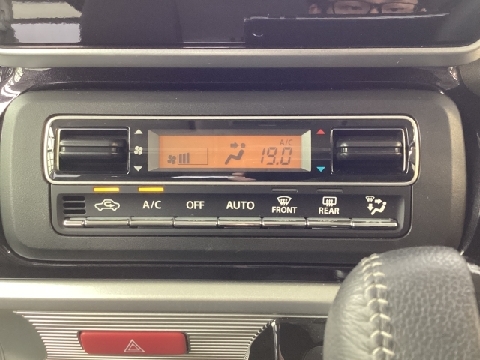 A/C
19.0
A/C OFF AUTO FRONT REAR